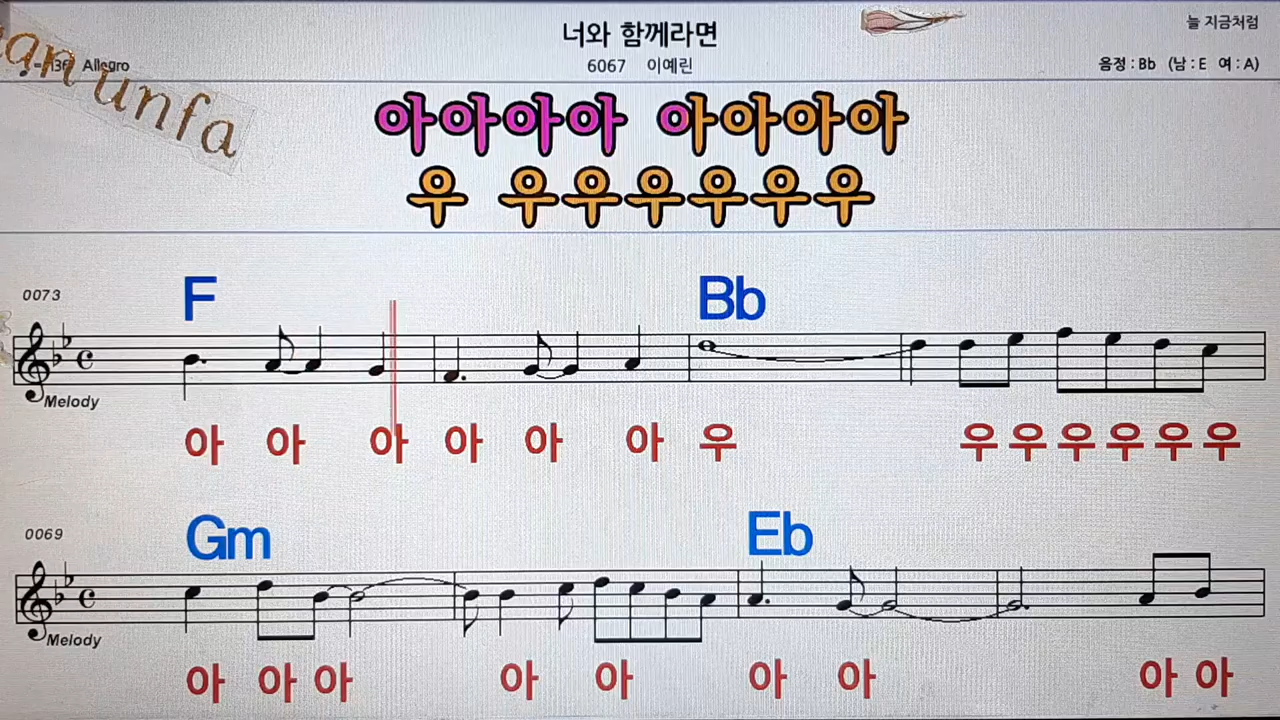 너와 함께라면
늘 지금처럼
6067 이예린
Allegro
음정 : Bb (남 : E 여 : A)
unfa
아아아아 아아아아
우 우우우우우우
0073
F Bb
Melody
아 아 아 아 아 아 우 우 우 우 우 우 우
0069
Gm Eb
Melody
아 아 아 아 아 아 아 아 아